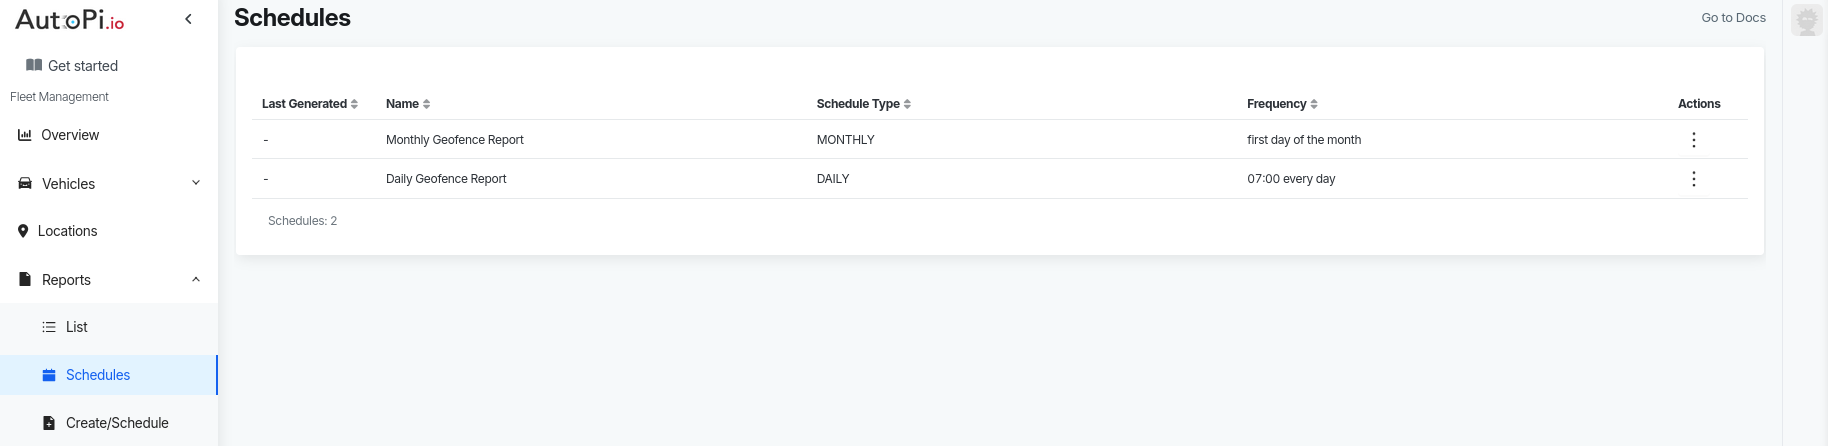 AutoPi.io
Get started
Fleet Management
Overview
Vehicles
Locations
Reports
List
Schedules
Create/Schedule
Schedules
Go to Docs
Last Generated Name Schedule Type Frequency Actions
- Monthly Geofence Report MONTHLY first day of the month
- Daily Geofence Report DAILY 07:00 every day
Schedules: 2